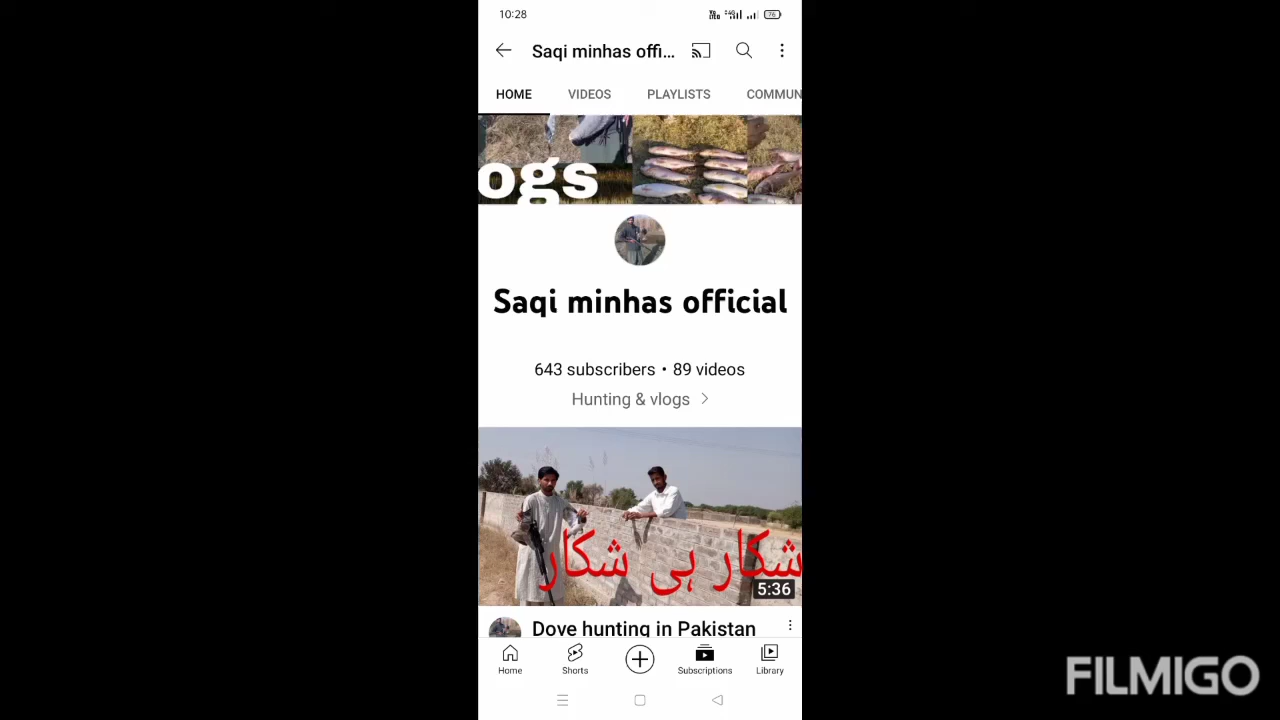 10:28
76
Saqi minhas offi...
HOME VIDEOS PLAYLISTS COMMUN
ogs
Saqi minhas official
643 subscribers • 89 videos
Hunting & vlogs
شکار ہی شکار
5:36
Dove hunting in Pakistan
Home Shorts Subscriptions Library
FILMIGO